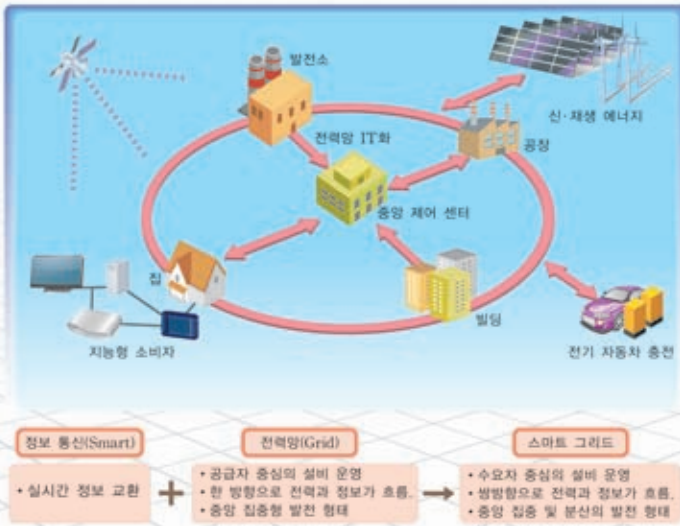 발전소
신·재생 에너지
전력망 IT화
공장
중앙 제어 센터
집
빌딩
지능형 소비자
전기 자동차 충전
정보 통신(Smart)
전력망(Grid)
스마트 그리드
• 실시간 정보 교환
+
• 공급자 중심의 설비 운영
• 한 방향으로 전력과 정보가 흐름.
• 중앙 집중형 발전 형태
• 수요자 중심의 설비 운영
• 쌍방향으로 전력과 정보가 흐름.
• 중앙 집중 및 분산의 발전 형태